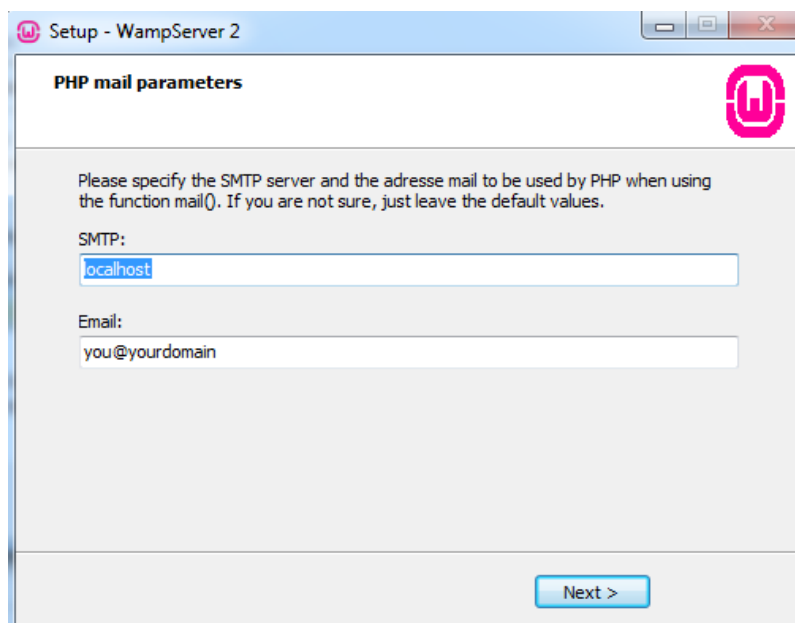 Setup - WampServer 2
PHP mail parameters
Please specify the SMTP server and the adresse mail to be used by PHP when using
the function mail(). If you are not sure, just leave the default values.
SMTP:
localhost
Email:
you@yourdomain
Next >